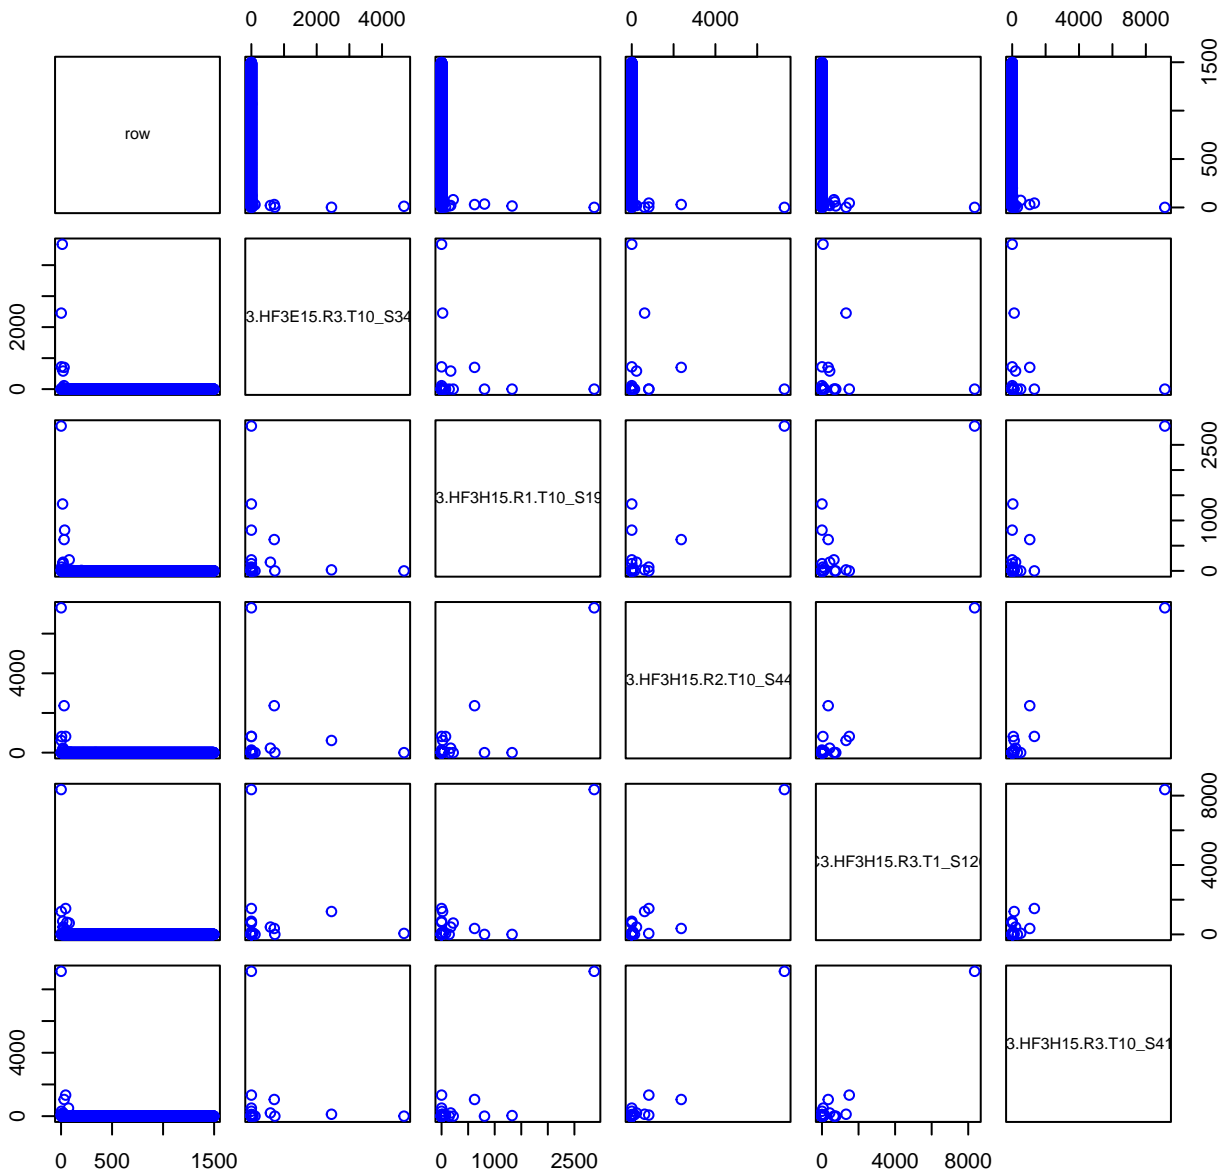 0 2000 4000 0 4000 0 4000 8000
row
0 500 1500
3.HF3E15.R3.T10_S34
0 2000
3.HF3H15.R1.T10_S19
0 1000 2500
3.HF3H15.R2.T10_S44
0 4000
3.HF3H15.R3.T1_S12
0 4000 8000
3.HF3H15.R3.T10_S41
0 4000
0 500 1500 0 1000 2500 0 4000 8000